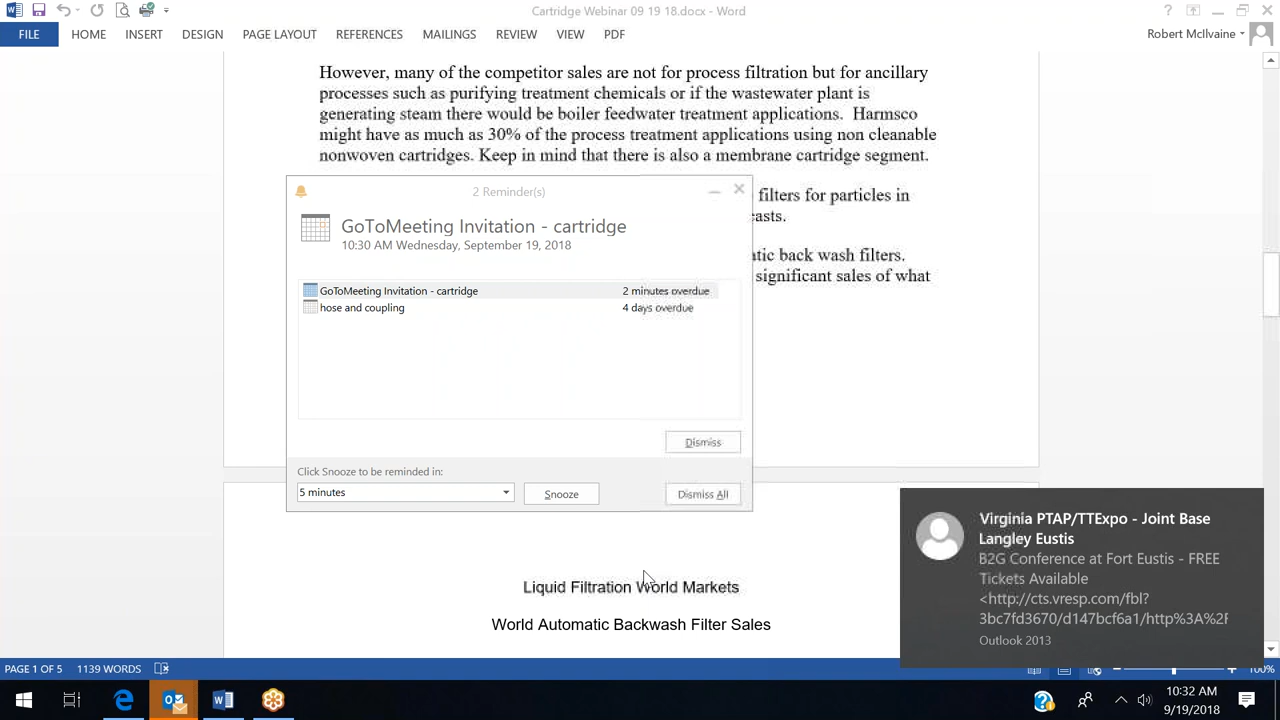 Cartridge Webinar 09 19 18.docx - Word
FILE HOME INSERT DESIGN PAGE LAYOUT REFERENCES MAILINGS REVIEW VIEW PDF
Robert McIlvaine
However, many of the competitor sales are not for process filtration but for ancillary
processes such as purifying treatment chemicals or if the wastewater plant is
generating steam there would be boiler feedwater treatment applications. Harmsco
might have as much as 30% of the process treatment applications using non cleanable
nonwoven cartridges. Keep in mind that there is also a membrane cartridge segment.
2 Reminder(s)
filters for particles in
GoToMeeting Invitation - cartridge
10:30 AM Wednesday, September 19, 2018
back wash filters.
significant sales of what
GoToMeeting Invitation - cartridge 2 minutes overdue
hose and coupling 4 days overdue
Dismiss
Click Snooze to be reminded in:
5 minutes
Snooze
Dismiss All
Virginia PTAP/TTExpo - Joint Base
Langley Eustis
B2G Conference at Fort Eustis - FREE
Tickets Available
<http://cts.vresp.com/fbl?
3bc7fd3670/d147bcf6a1/http%3A%2F
Outlook 2013
Liquid Filtration World Markets
World Automatic Backwash Filter Sales
PAGE 1 OF 5 1139 WORDS
100%
10:32 AM
9/19/2018